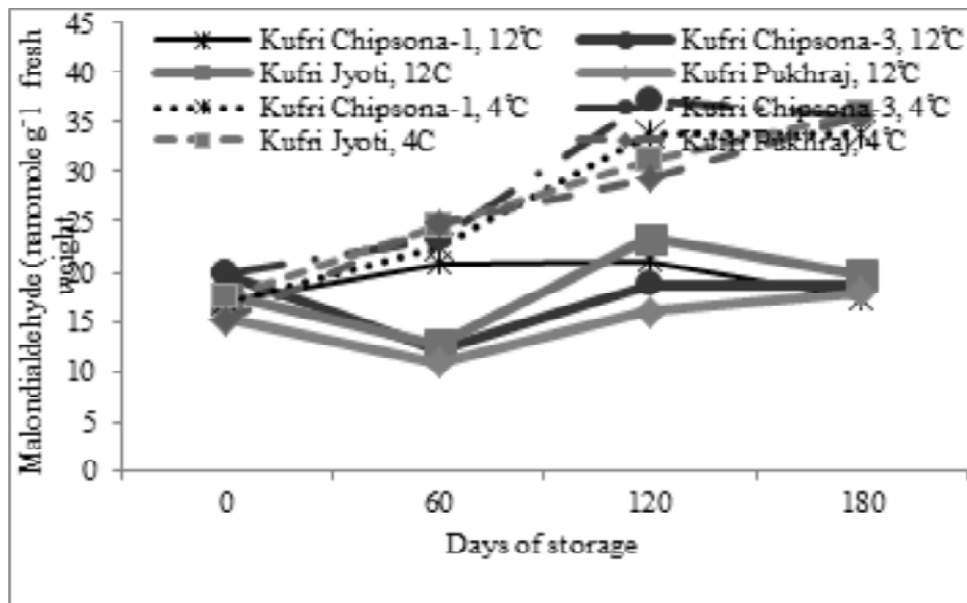 Malondialdehyde (nanomole g-1 fresh
weight
45
40
35
30
25
20
15
10
5
0
Kufri Chipsona-1, 12°C
Kufri Chipsona-3, 12°C
Kufri Jyoti, 12C
Kufri Pukhraj, 12°C
Kufri Chipsona-1, 4°C
Kufri Chipsona-3, 4°C
Kufri Jyoti, 4C
Kufri Pukhraj, 4°C
0 60 120 180
Days of storage